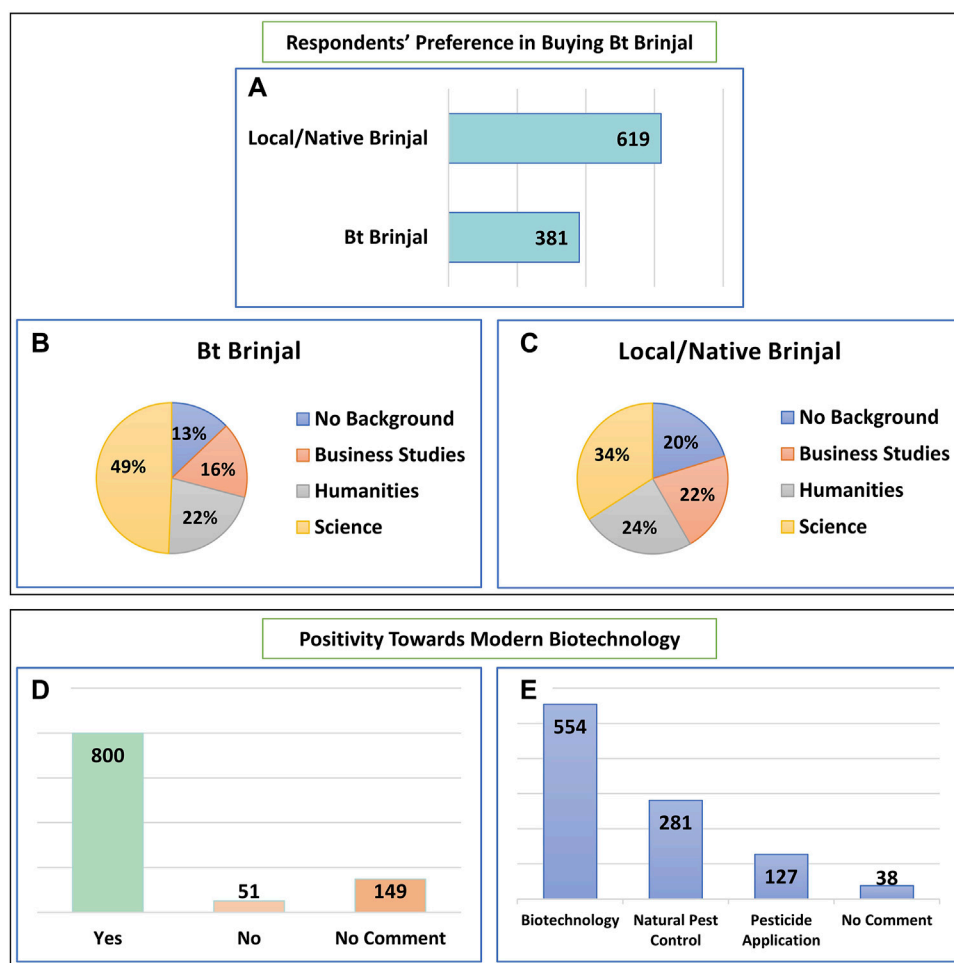 Respondents' Preference in Buying Bt Brinjal
A
Local/Native Brinjal
619
Bt Brinjal
381
B
Bt Brinjal
13%
16%
22%
49%
No Background
Business Studies
Humanities
Science
C
Local/Native Brinjal
20%
22%
24%
34%
No Background
Business Studies
Humanities
Science
Positivity Towards Modern Biotechnology
D
800
51
149
Yes
No
No Comment
E
554
281
127
38
Biotechnology
Natural Pest
Control
Pesticide
Application
No Comment